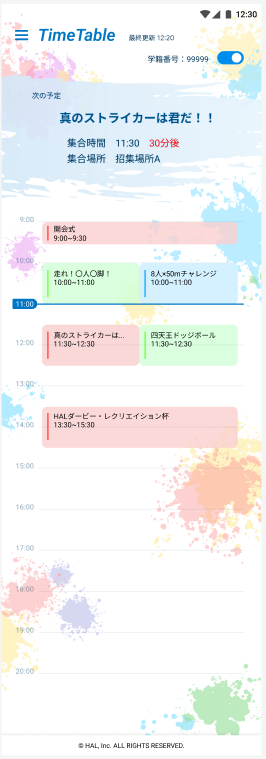 12:30
TimeTable
最終更新 12:20
学籍番号：99999
次の予定
真のストライカーは君だ！！
集合時間 11:30 30分後
集合場所 招集場所A
9:00
開会式
9:00~9:30
10:00
走れ！〇人〇脚！
10:00~11:00
8人×50mチャレンジ
10:00~11:00
11:00
真のストライカーは...
11:30~12:30
四天王ドッジボール
11:30~12:30
12:00
13:00
HALダービー・レクリエイション杯
13:30~15:30
14:00
15:00
16:00
17:00
18:00
19:00
20:00
© HAL, Inc. ALL RIGHTS RESERVED.